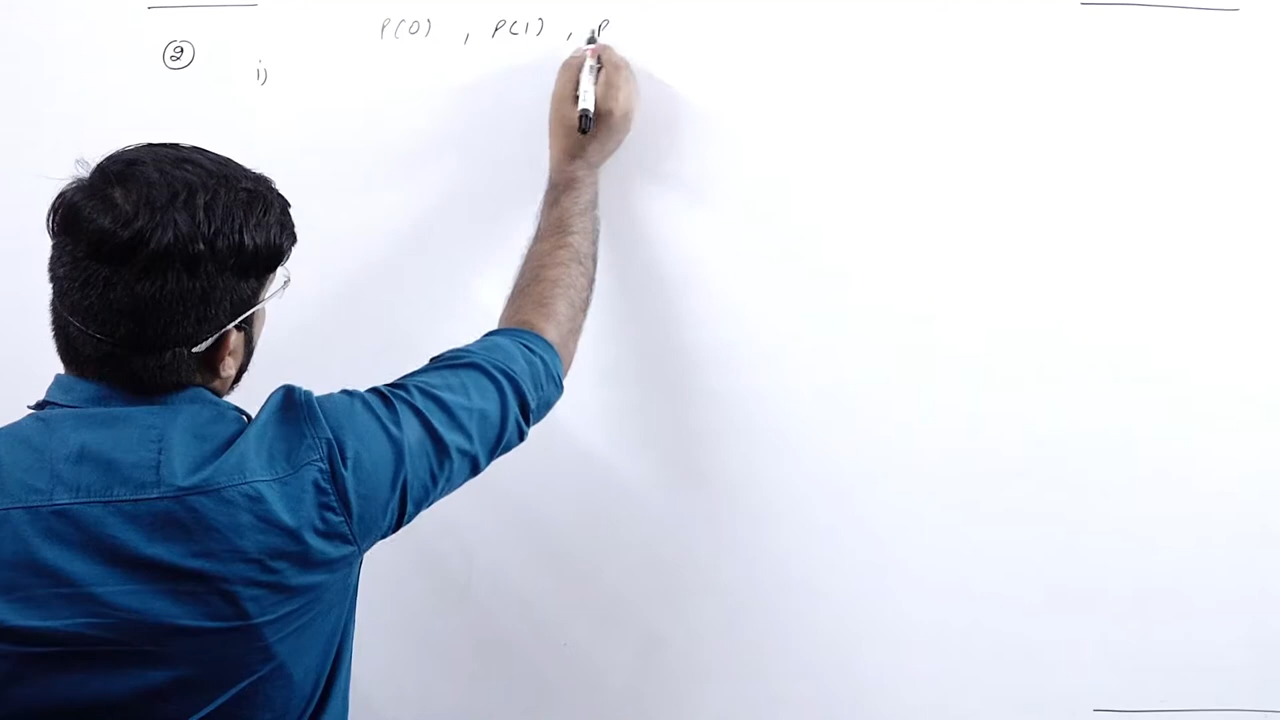 P(0) , P(1) , P
② i)